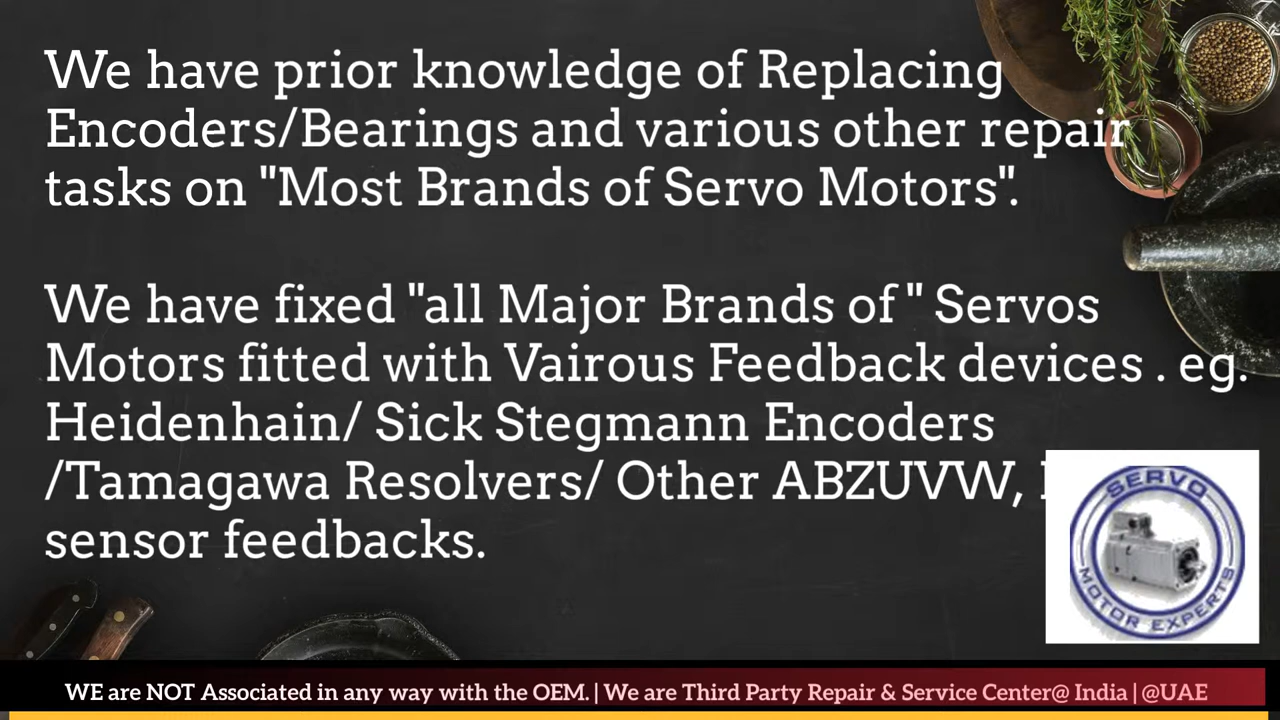 We have prior knowledge of Replacing
Encoders/Bearings and various other repair
tasks on "Most Brands of Servo Motors".
We have fixed "all Major Brands of " Servos
Motors fitted with Vairous Feedback devices . eg.
Heidenhain/ Sick Stegmann Encoders
/Tamagawa Resolvers/ Other ABZUVW,
sensor feedbacks.
SERVO
MOTOR EXPERTS
WE are NOT Associated in any way with the OEM. | We are Third Party Repair & Service Center@ India | @UAE